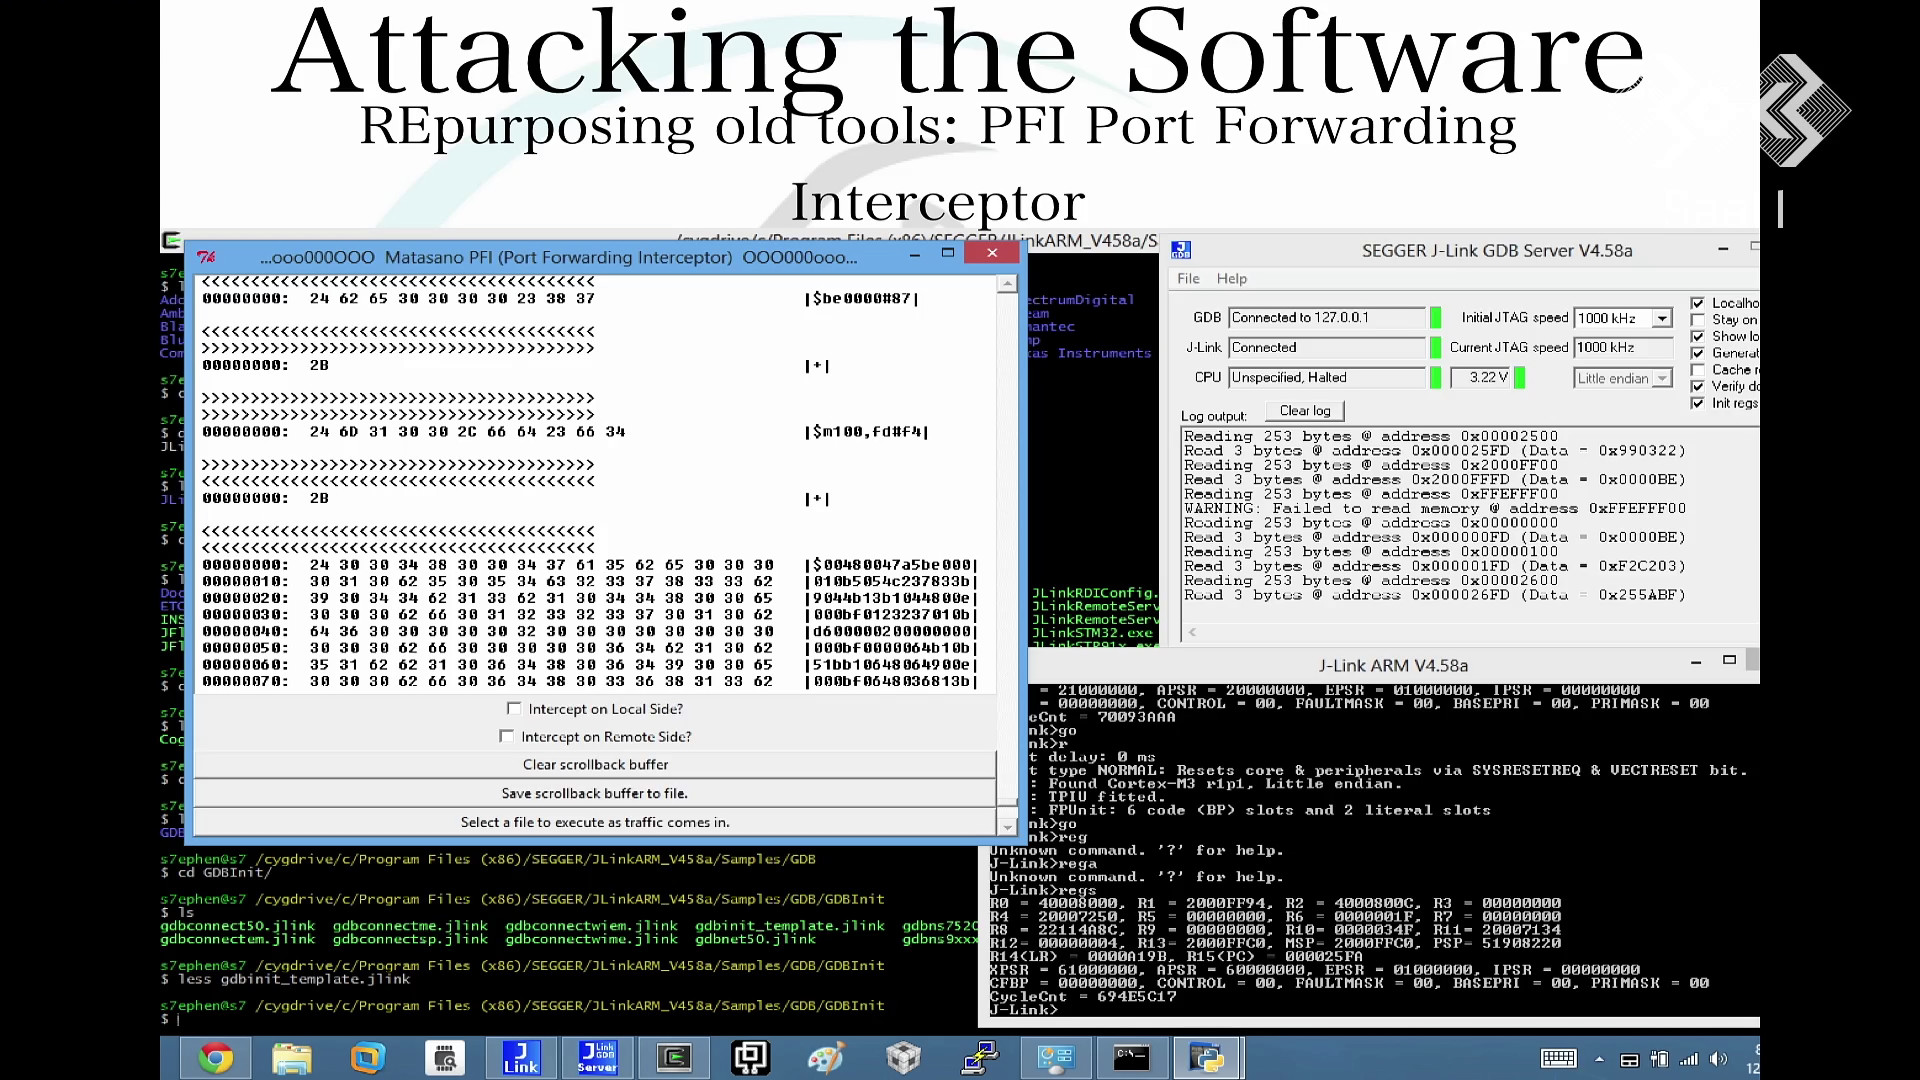 Attacking the Software
REpurposing old tools: PFI Port Forwarding
Interceptor
...ooo000OOO Matasano PFI (Port Forwarding Interceptor) OOO000ooo...
<<<<<<<<<<<<<<<<<<<<<<<<<<<<<<<<<<<<<<<<
00000000: 24 62 65 30 30 30 30 23 38 37 |$be0000#87|
<<<<<<<<<<<<<<<<<<<<<<<<<<<<<<<<<<<<<<<<
>>>>>>>>>>>>>>>>>>>>>>>>>>>>>>>>>>>>>>>>
00000000: 2B |+|
>>>>>>>>>>>>>>>>>>>>>>>>>>>>>>>>>>>>>>>>
>>>>>>>>>>>>>>>>>>>>>>>>>>>>>>>>>>>>>>>>
00000000: 24 6D 31 30 30 2C 66 64 23 66 34 |$m100,fd#f4|
>>>>>>>>>>>>>>>>>>>>>>>>>>>>>>>>>>>>>>>>
<<<<<<<<<<<<<<<<<<<<<<<<<<<<<<<<<<<<<<<<
00000000: 2B |+|
<<<<<<<<<<<<<<<<<<<<<<<<<<<<<<<<<<<<<<<<
<<<<<<<<<<<<<<<<<<<<<<<<<<<<<<<<<<<<<<<<
00000000: 24 30 30 34 38 30 30 34 37 61 35 62 65 30 30 30 |$00480047a5be000|
00000010: 30 31 30 62 35 30 35 34 63 32 33 37 38 33 33 62 |010b5054c237833b|
00000020: 39 30 34 34 62 31 33 62 31 30 34 34 38 30 30 65 |9044b13b1044800e|
00000030: 30 30 30 62 66 30 31 32 33 32 33 37 30 31 30 62 |000bf0123237010b|
00000040: 64 36 30 30 30 30 30 32 30 30 30 30 30 30 30 30 |d600000200000000|
00000050: 30 30 30 62 66 30 30 30 30 30 36 34 62 31 30 62 |000bf0000064b10b|
00000060: 35 31 62 62 31 30 36 34 38 30 36 34 39 30 30 65 |51bb10648064900e|
00000070: 30 30 30 62 66 30 36 34 38 30 33 36 38 31 33 62 |000bf0648036813b|
Intercept on Local Side?
Intercept on Remote Side?
Clear scrollback buffer
Save scrollback buffer to file.
Select a file to execute as traffic comes in.
SEGGER J-Link GDB Server V4.58a
File Help
GDB Connected to 127.0.0.1 Initial JTAG speed 1000 kHz
J-Link Connected Current JTAG speed 1000 kHz
CPU Unspecified, Halted 3.22 V Little endian
Localho
Stay on
Show lo
Genera
Cache r
Verify do
Init regs
Log output: Clear log
Reading 253 bytes @ address 0x00002500
Read 3 bytes @ address 0x000025FD (Data = 0x990322)
Reading 253 bytes @ address 0x2000FF00
Read 3 bytes @ address 0x2000FFFD (Data = 0x0000BE)
Reading 253 bytes @ address 0xFFEFFF00
WARNING: Failed to read memory @ address 0xFFEFFF00
Reading 253 bytes @ address 0x00000000
Read 3 bytes @ address 0x000000FD (Data = 0x0000BE)
Reading 253 bytes @ address 0x00000100
Read 3 bytes @ address 0x000001FD (Data = 0xF2C203)
Reading 253 bytes @ address 0x00002600
Read 3 bytes @ address 0x000026FD (Data = 0x255ABF)
ectrumDigital
eam
mantec
mp
xas Instruments
JLinkRDIConfig.
JLinkRemoteServ
JLinkRemoteServ
JLinkSTM32.exe
J-Link ARM V4.58a
= 21000000, APSR = 20000000, EPSR = 01000000, IPSR = 00000000
= 00000000, CONTROL = 00, FAULTMASK = 00, BASEPRI = 00, PRIMASK = 00
eCnt = 70093AAA
nk>go
nk>r
t delay: 0 ms
t type NORMAL: Resets core & peripherals via SYSRESETREQ & VECTRESET bit.
: Found Cortex-M3 r1p1, Little endian.
: TPIU fitted.
: FPUnit: 6 code (BP) slots and 2 literal slots
nk>go
nk>reg
Unknown command. '?' for help.
J-Link>rega
Unknown command. '?' for help.
J-Link>regs
R0 = 40008000, R1 = 2000FF94, R2 = 4000800C, R3 = 00000000
R4 = 20007250, R5 = 00000000, R6 = 0000001F, R7 = 00000000
R8 = 22114A8C, R9 = 00000000, R10= 0000034F, R11= 20007134
R12= 00000004, R13= 2000FFC0, MSP= 2000FFC0, PSP= 51908220
R14(LR) = 0000A19B, R15(PC) = 000025FA
XPSR = 61000000, APSR = 60000000, EPSR = 01000000, IPSR = 00000000
CFBP = 00000000, CONTROL = 00, FAULTMASK = 00, BASEPRI = 00, PRIMASK = 00
CycleCnt = 694E5C17
J-Link>
s7ephen@s7 /cygdrive/c/Program Files (x86)/SEGGER/JLinkARM_V458a/Samples/GDB
$ cd GDBInit/
s7ephen@s7 /cygdrive/c/Program Files (x86)/SEGGER/JLinkARM_V458a/Samples/GDB/GDBInit
$ ls
gdbconnect50.jlink gdbconnectme.jlink gdbconnectwiem.jlink gdbinit_template.jlink gdbns7520
gdbconnectem.jlink gdbconnectsp.jlink gdbconnectwime.jlink gdbnet50.jlink gdbns9xxx
s7ephen@s7 /cygdrive/c/Program Files (x86)/SEGGER/JLinkARM_V458a/Samples/GDB/GDBInit
$ less gdbinit_template.jlink
s7ephen@s7 /cygdrive/c/Program Files (x86)/SEGGER/JLinkARM_V458a/Samples/GDB/GDBInit
$
J Link
J Link GDB Server